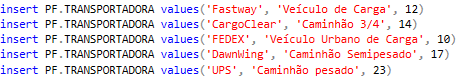 insert PF.TRANSPORTADORA values('Fastway', 'Veículo de Carga', 12)
insert PF.TRANSPORTADORA values('CargoClear', 'Caminhão 3/4', 14)
insert PF.TRANSPORTADORA values('FEDEX', 'Veículo Urbano de Carga', 10)
insert PF.TRANSPORTADORA values('DawnWing', 'Caminhão Semipesado', 17)
insert PF.TRANSPORTADORA values('UPS', 'Caminhão pesado', 23)